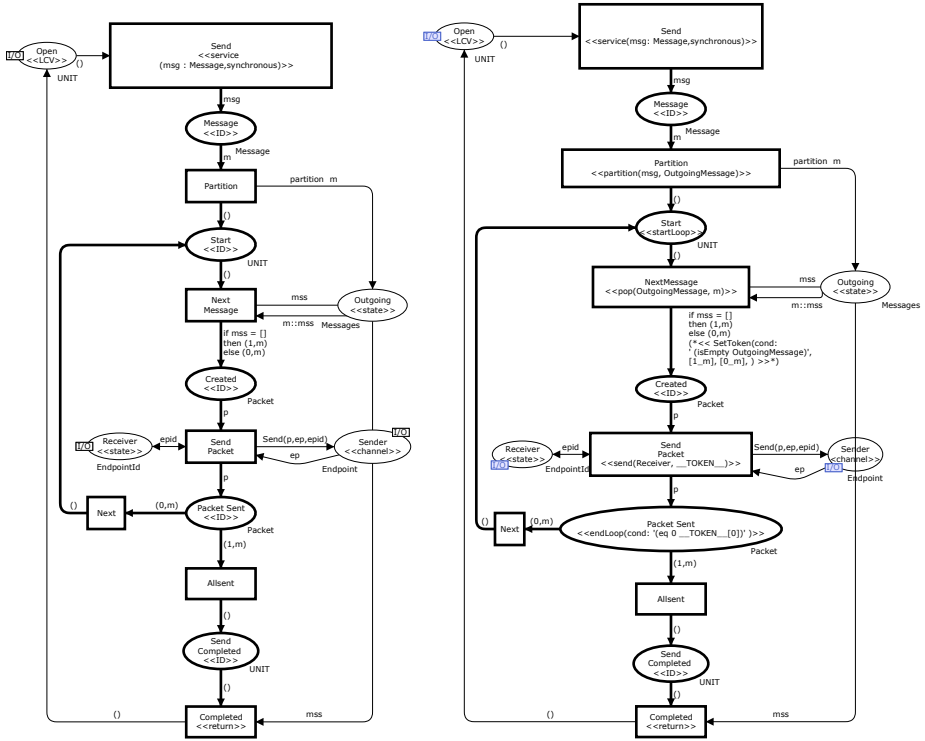 Send
<<service
(msg : Message,synchronous)>>
I/O
Open
<<LCV>>
()
UNIT
msg
Message
<<ID>>
Message
m
Partition
partition m
()
Start
<<ID>>
UNIT
()
Next
Message
mss
m::mss
Outgoing
<<state>>
Messages
if mss = []
then (1,m)
else (0,m)
Created
<<ID>>
Packet
p
I/O
Receiver
<<state>>
EndpointId
epid
Send
Packet
Send(p,ep,epid)
ep
I/O
Sender
<<channel>>
Endpoint
p
()
Next
(0,m)
Packet Sent
<<ID>>
Packet
(1,m)
Allsent
()
Send
Completed
<<ID>>
UNIT
()
()
Completed
<<return>>
mss
Send
<<service(msg: Message,synchronous)>>
I/O
Open
<<LCV>>
()
UNIT
msg
Message
<<ID>>
Message
m
Partition
<<partition(msg, OutgoingMessage)>>
partition m
()
Start
<<startLoop>>
UNIT
()
NextMessage
<<pop(OutgoingMessage, m)>>
mss
m::mss
Outgoing
<<state>>
Messages
if mss = []
then (1,m)
else (0,m)
(*<< SetToken(cond:
' (isEmpty OutgoingMessage)',
[1_m], [0_m], ) >>*)
Created
<<ID>>
Packet
p
Receiver
<<state>>
I/O
EndpointId
epid
Send
Packet
<<send(Receiver, __TOKEN__)>>
Send(p,ep,epid)
ep
Sender
<channel>>
I/O
Endpoint
p
()
Next
(0,m)
Packet Sent
<<endLoop(cond: '(eq 0 __TOKEN__[0])' )>>
Packet
(1,m)
Allsent
()
Send
Completed
<<ID>>
UNIT
()
()
Completed
<<return>>
mss